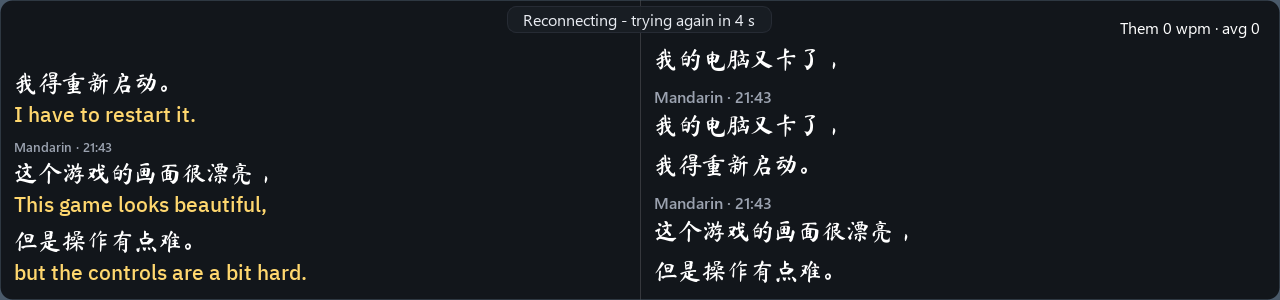 Reconnecting - trying again in 4 s
Them 0 wpm · avg 0
我得重新启动。
I have to restart it.
Mandarin · 21:43
这个游戏的画面很漂亮，
This game looks beautiful,
但是操作有点难。
but the controls are a bit hard.
我的电脑又卡了，
Mandarin · 21:43
我的电脑又卡了，
我得重新启动。
Mandarin · 21:43
这个游戏的画面很漂亮，
但是操作有点难。